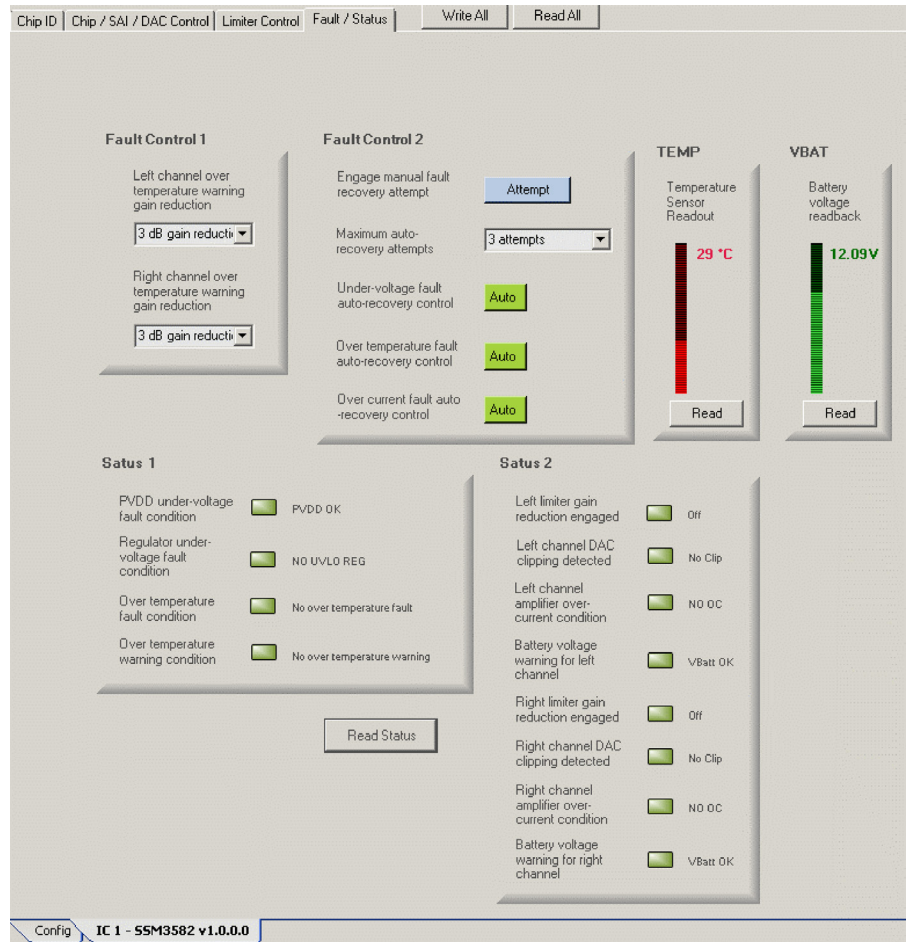 Chip ID
Chip / SAI / DAC Control
Limiter Control
Fault / Status
Write All
Read All
Fault Control 1
Left channel over
temperature warning
gain reduction
3 dB gain reducti
Right channel over
temperature warning
gain reduction
3 dB gain reducti
Fault Control 2
Engage manual fault
recovery attempt
Attempt
Maximum auto-
recovery attempts
3 attempts
Under-voltage fault
auto-recovery control
Auto
Over temperature fault
auto-recovery control
Auto
Over current fault auto
-recovery control
Auto
TEMP
Temperature
Sensor
Readout
29 °C
Read
VBAT
Battery
voltage
readback
12.09V
Read
Satus 1
PVDD under-voltage
fault condition
PVDD OK
Regulator under-
voltage fault
condition
NO UVLO REG
Over temperature
fault condition
No over temperature fault
Over temperature
warning condition
No over temperature warning
Read Status
Satus 2
Left limiter gain
reduction engaged
Off
Left channel DAC
clipping detected
No Clip
Left channel
amplifier over-
current condition
NO OC
Battery voltage
warning for left
channel
VBatt OK
Right limiter gain
reduction engaged
Off
Right channel DAC
clipping detected
No Clip
Right channel
amplifier over-
current condition
NO OC
Battery voltage
warning for right
channel
VBatt OK
Config
IC 1 - SSM3582 v1.0.0.0